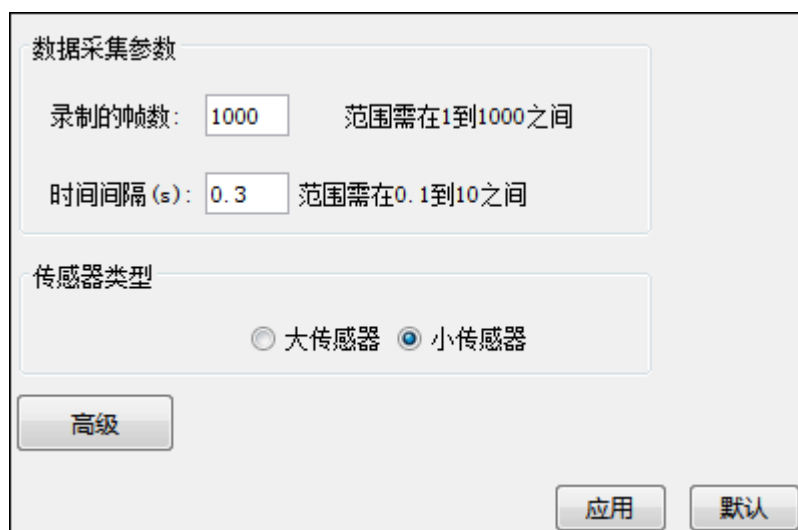 数据采集参数
录制的帧数: 1000 范围需在1到1000之间
时间间隔(s): 0.3 范围需在0.1到10之间
传感器类型
大传感器 小传感器
高级
应用 默认